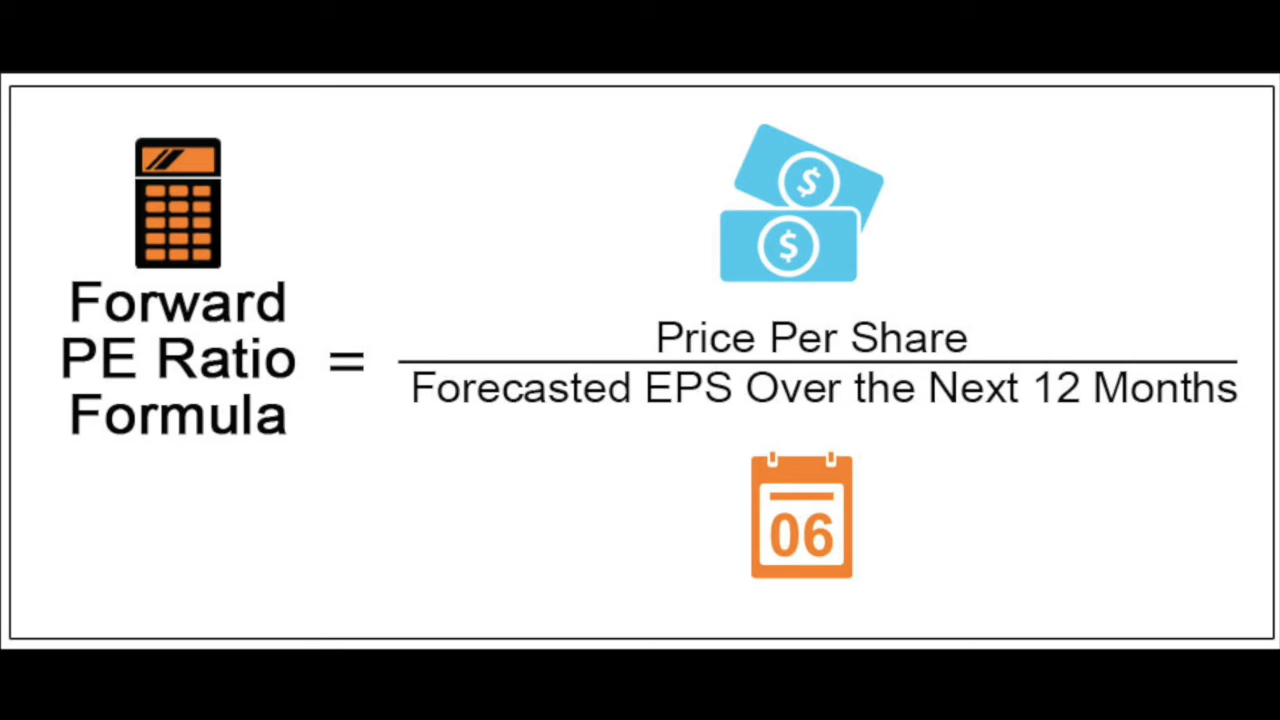 Forward
PE Ratio
Formula
=
Price Per Share
Forecasted EPS Over the Next 12 Months
$
$
06